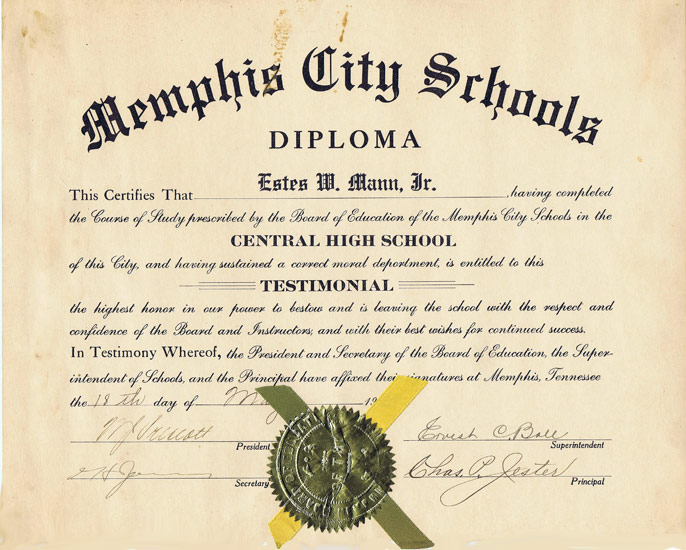 Memphis City Schools
DIPLOMA
This Certifies That Estes W. Mann, Jr. , having completed
the Course of Study prescribed by the Board of Education of the Memphis City Schools in the
CENTRAL HIGH SCHOOL
of this City, and having sustained a correct moral deportment, is entitled to this
TESTIMONIAL
the highest honor in our power to bestow and is leaving the school with the respect and
confidence of the Board and Instructors, and with their best wishes for continued success.
In Testimony Whereof, the President and Secretary of the Board of Education, the Super-
intendent of Schools, and the Principal have affixed their signatures at Memphis, Tennessee
the 18th day of May 19
President
Ernest C. Ball
Superintendent
Secretary
Chas. P. Jester
Principal